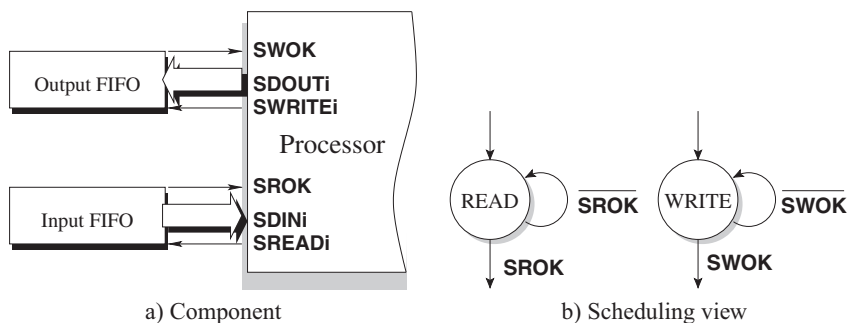 SWOK
Output FIFO
SDOUTi
SWRITEi
Processor
SROK
Input FIFO
SDINi
SREADi
a) Component
READ
SROK
SROK
WRITE
SWOK
SWOK
b) Scheduling view